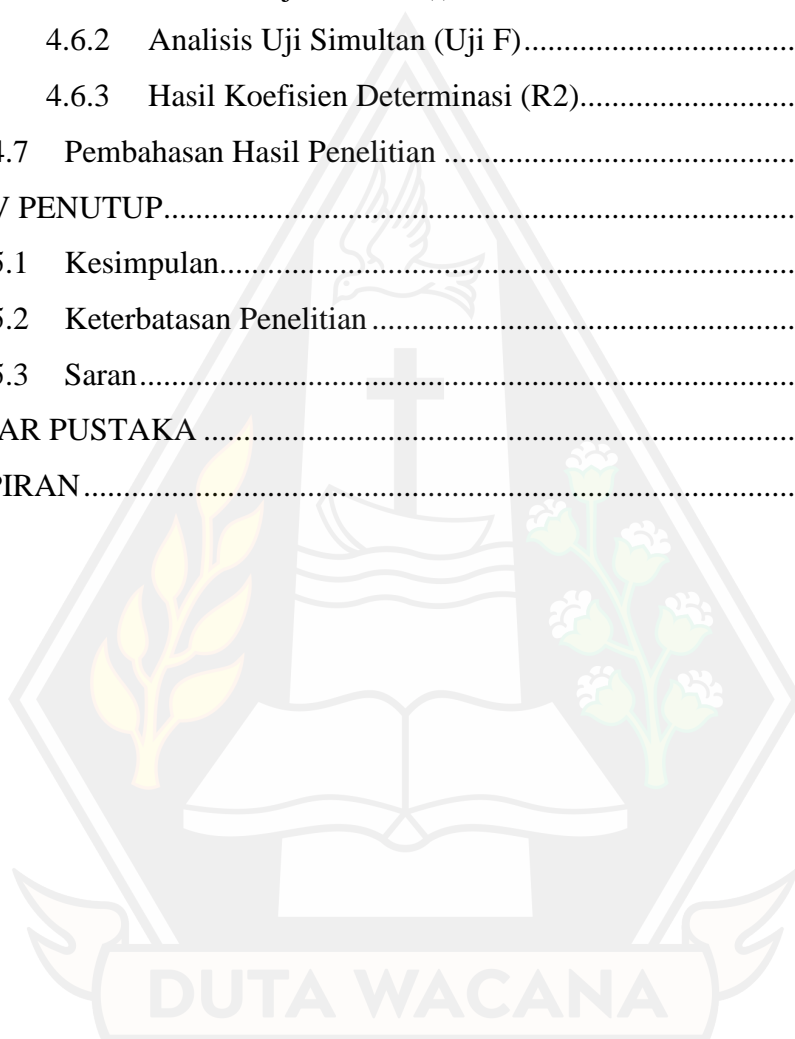 4.6.2 Analisis Uji Simultan (Uji F)..................................
4.6.3 Hasil Koefisien Determinasi (R2)...........................
4.7 Pembahasan Hasil Penelitian ............................................
V PENUTUP...............................................................................
5.1 Kesimpulan........................................................................
5.2 Keterbatasan Penelitian .....................................................
5.3 Saran..................................................................................
AR PUSTAKA ..........................................................................
PIRAN.........................................................................................
DUTA WACANA